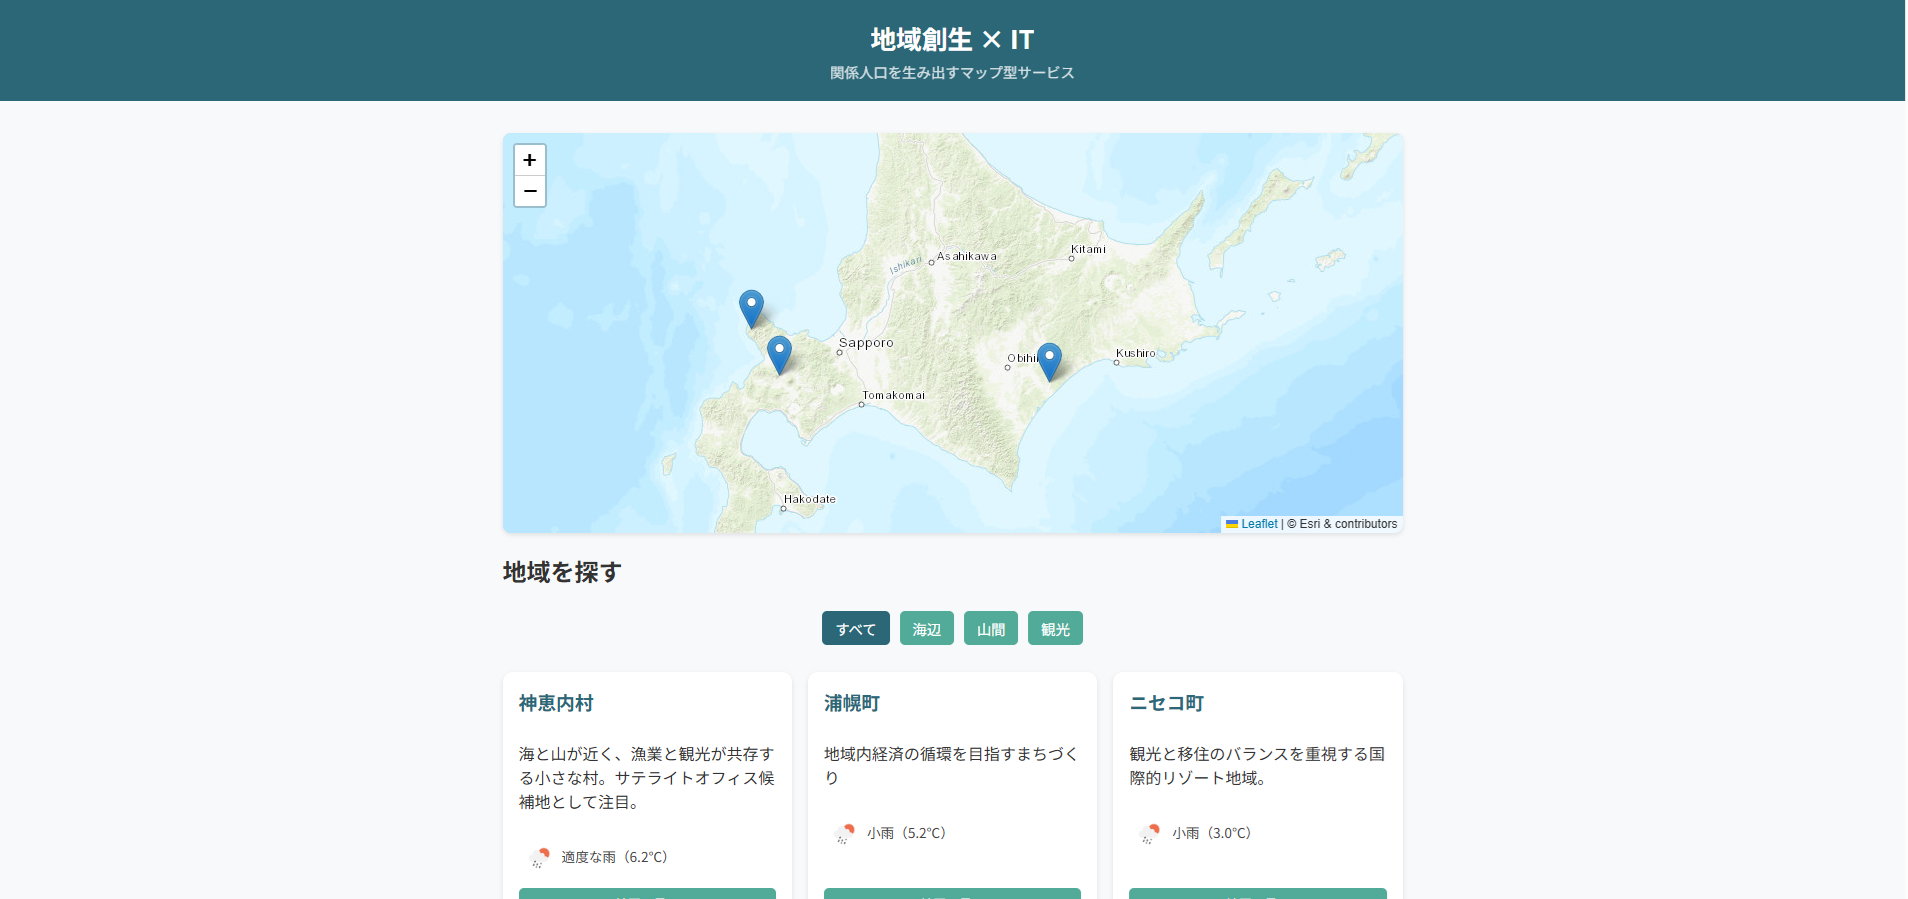 地域創生 × IT
関係人口を生み出すマップ型サービス
+
−
Kitami
Asahikawa
Ishikari
Sapporo
Kushiro
Tomakomai
Hakodate
Leaflet | © Esri & contributors
地域を探す
すべて 海辺 山間 観光
神恵内村
海と山が近く、漁業と観光が共存す
る小さな村。サテライトオフィス候
補地として注目。
適度な雨（6.2℃）
浦幌町
地域内経済の循環を目指すまちづく
り
小雨（5.2℃）
ニセコ町
観光と移住のバランスを重視する国
際的リゾート地域。
小雨（3.0℃）